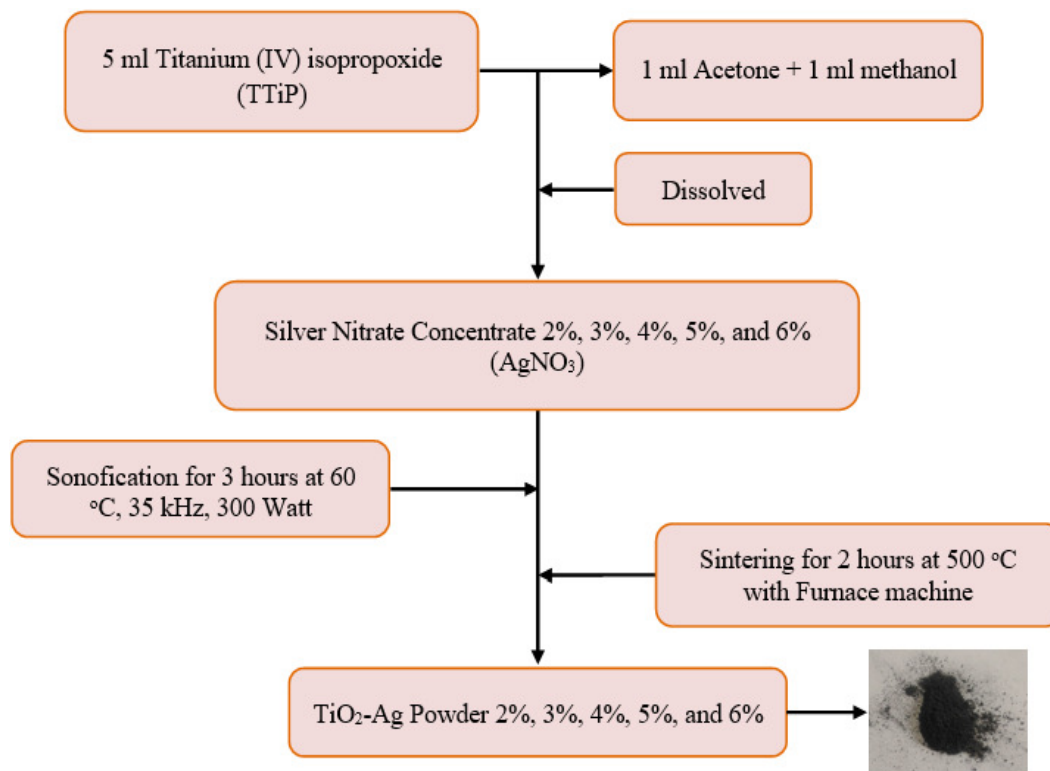 5 ml Titanium (IV) isopropoxide
(TTiP)
1 ml Acetone + 1 ml methanol
Dissolved
Silver Nitrate Concentrate 2%, 3%, 4%, 5%, and 6%
(AgNO₃)
Sonofication for 3 hours at 60
°C, 35 kHz, 300 Watt
Sintering for 2 hours at 500 °C
with Furnace machine
TiO₂-Ag Powder 2%, 3%, 4%, 5%, and 6%